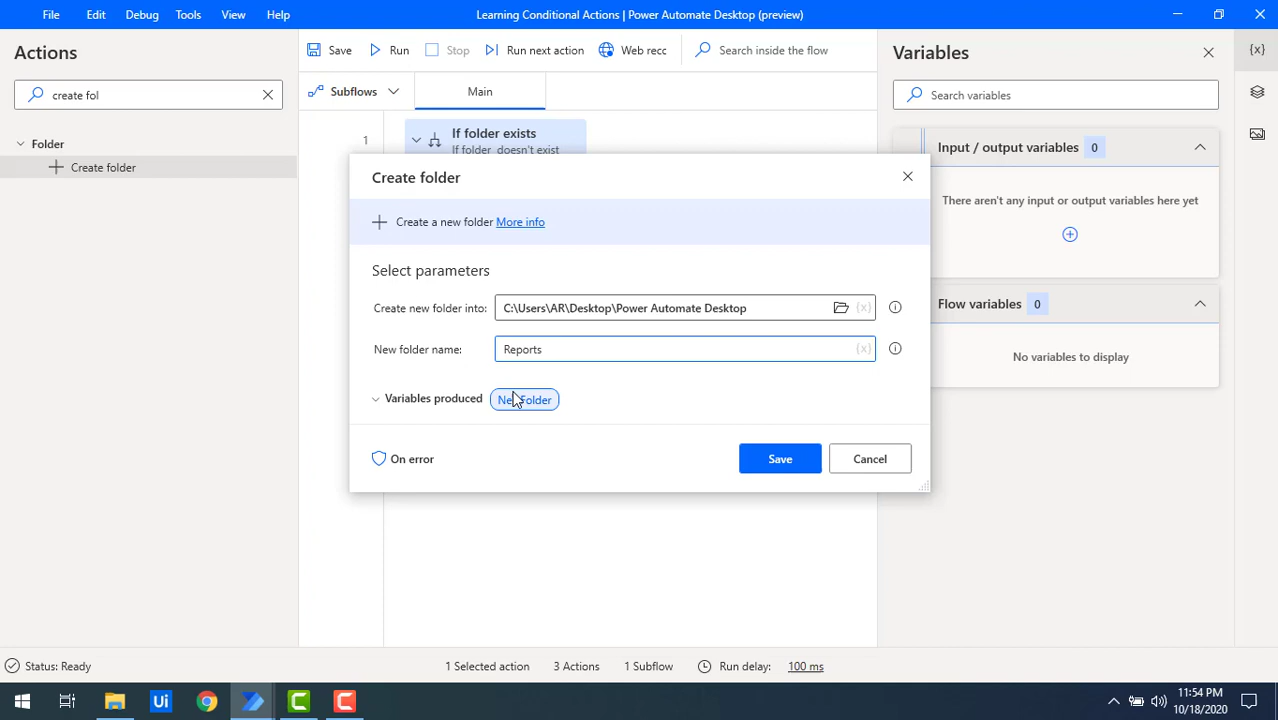 File Edit Debug Tools View Help
Learning Conditional Actions | Power Automate Desktop (preview)
Actions
create fol
Folder
Create folder
Save Run Stop Run next action Web recc Search inside the flow
Subflows Main
1 If folder exists
If folder doesn't exist
Create folder
Create a new folder More info
Select parameters
Create new folder into: C:\Users\AR\Desktop\Power Automate Desktop
New folder name: Reports
Variables produced NewFolder
On error
Save Cancel
Variables
Search variables
Input / output variables 0
There aren't any input or output variables here yet
Flow variables 0
No variables to display
Status: Ready 1 Selected action 3 Actions 1 Subflow Run delay: 100 ms
Ui
11:54 PM
10/18/2020